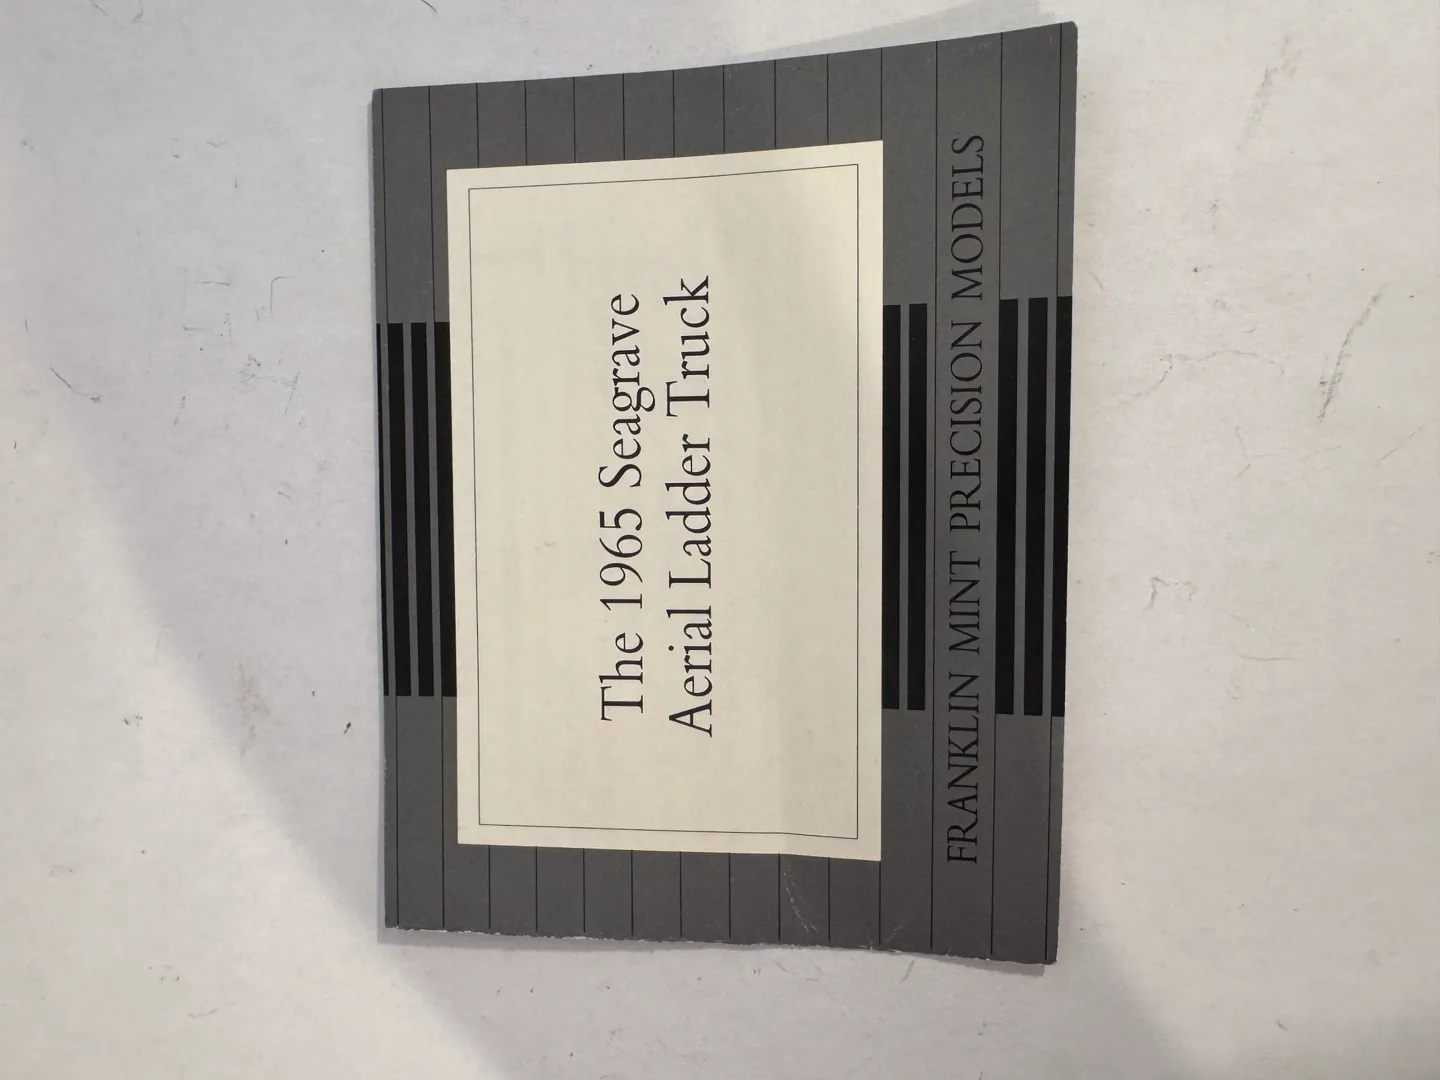 The 1965 Seagrave
Aerial Ladder Truck
FRANKLIN MINT PRECISION MODELS